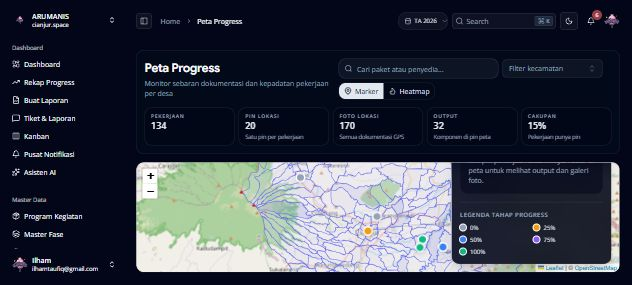 ARUMANIS
cianjur.space
Home > Peta Progress
TA 2026
Search
⌘ K
6
Dashboard
Dashboard
Rekap Progress
Buat Laporan
Tiket & Laporan
Kanban
Pusat Notifikasi
Asisten AI
Master Data
Program Kegiatan
Master Fase
Ilham
ilhamtaufiq@gmail.com
Peta Progress
Monitor sebaran dokumentasi dan kepadatan pekerjaan
per desa
Cari paket atau penyedia...
Filter kecamatan
Marker
Heatmap
PEKERJAAN
134
PIN LOKASI
20
Satu pin per pekerjaan
FOTO LOKASI
170
Semua dokumentasi GPS
OUTPUT
32
Komponen di pin peta
CAKUPAN
15%
Pekerjaan punya pin
+
−
peta untuk melihat output dan galeri
foto.
LEGENDA TAHAP PROGRESS
0%
25%
50%
75%
100%
Leaflet | © OpenStreetMap